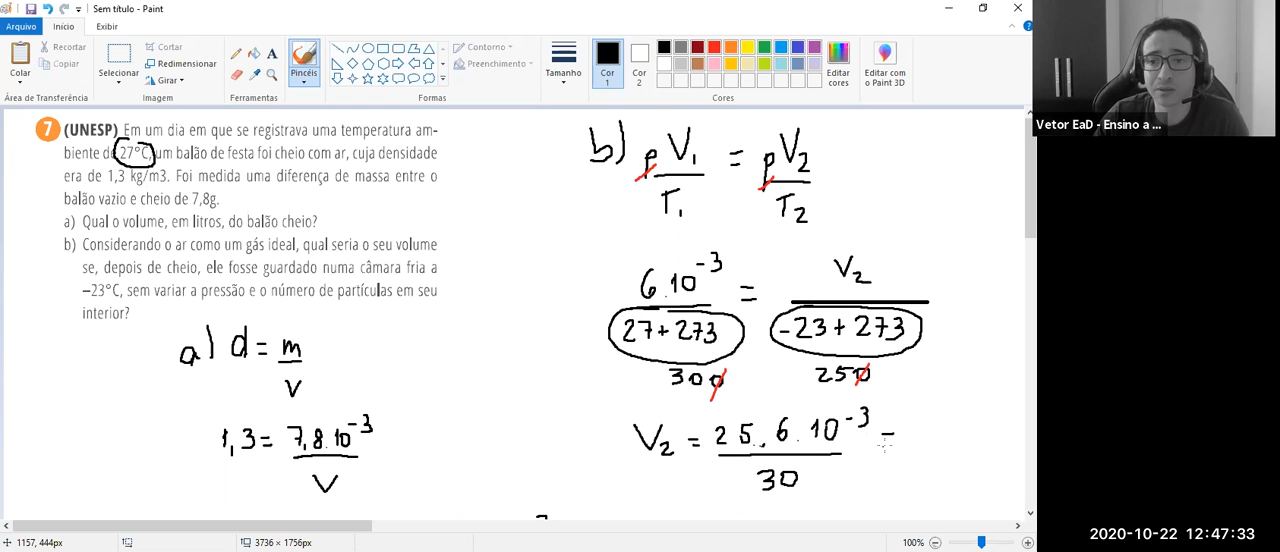 Sem título - Paint
Arquivo Início Exibir
Colar
Recortar
Copiar
Área de Transferência
Selecionar
Cortar
Redimensionar
Girar
Imagem
A
Ferramentas
Pincéis
Contorno
Preenchimento
Formas
Tamanho
Cor 1
Cor 2
Editar cores
Cores
Editar com o Paint 3D
Vetor EaD - Ensino a ...
7 (UNESP) Em um dia em que se registrava uma temperatura am-
biente de 27°C, um balão de festa foi cheio com ar, cuja densidade
era de 1,3 kg/m3. Foi medida uma diferença de massa entre o
balão vazio e cheio de 7,8g.
a) Qual o volume, em litros, do balão cheio?
b) Considerando o ar como um gás ideal, qual seria o seu volume
se, depois de cheio, ele fosse guardado numa câmara fria a
–23°C, sem variar a pressão e o número de partículas em seu
interior?
a) d = m
V
1,3 = 7,8.10⁻³
V
b) pV₁ = pV₂
T₁ T₂
6.10⁻³ = V₂
27+273 -23+273
300 250
V₂ = 25.6.10⁻³ =
30
1157, 444px
3736 × 1756px
100%
2020-10-22 12:47:33